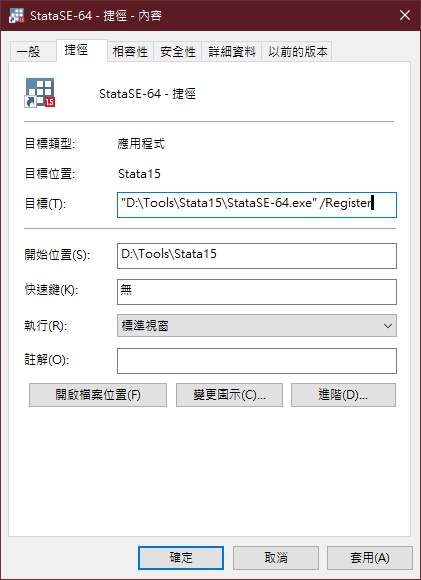 StataSE-64 - 捷徑 - 內容
一般 捷徑 相容性 安全性 詳細資料 以前的版本
15
StataSE-64 - 捷徑
目標類型: 應用程式
目標位置: Stata15
目標(T): "D:\Tools\Stata15\StataSE-64.exe" /Register
開始位置(S): D:\Tools\Stata15
快速鍵(K): 無
執行(R): 標準視窗
註解(O):
開啟檔案位置(F) 變更圖示(C)... 進階(D)...
確定 取消 套用(A)